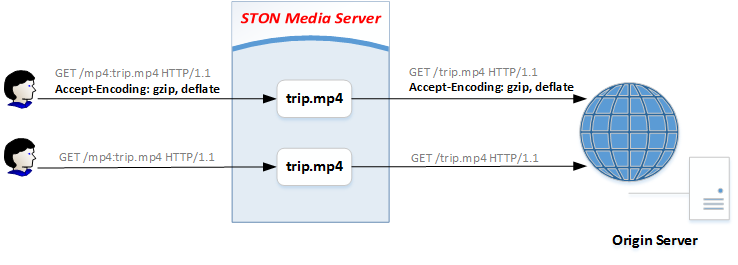 STON Media Server
GET /mp4:trip.mp4 HTTP/1.1
Accept-Encoding: gzip, deflate
trip.mp4
GET /trip.mp4 HTTP/1.1
Accept-Encoding: gzip, deflate
GET /mp4:trip.mp4 HTTP/1.1
trip.mp4
GET /trip.mp4 HTTP/1.1
Origin Server